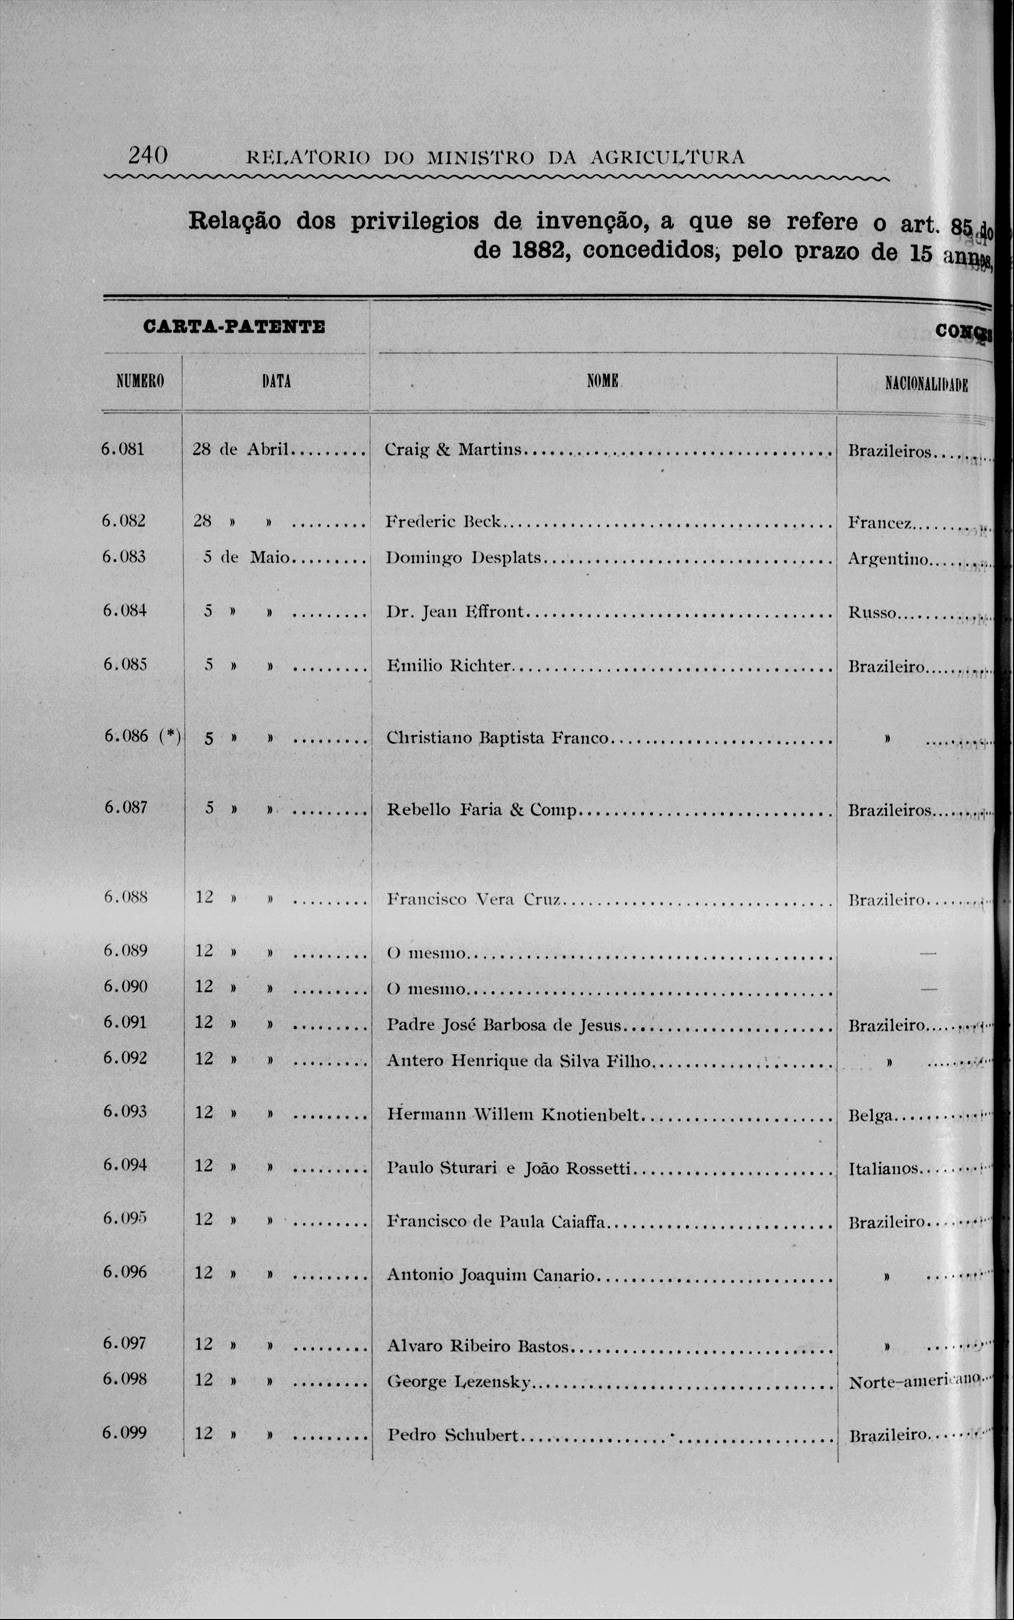 240 RELATORIO DO MINISTRO DA AGRICULTURA
Relação dos privilegios de invenção, a que se refere o art. 85 do
de 1882, concedidos, pelo prazo de 15 annos,
CARTA-PATENTE
NUMERO DATA NOME NACIONALIDADE
6.081 28 de Abril......... Craig & Martins................................... Brazileiros.......
6.082 28 » » ......... Frederic Beck..................................... Francez.........
6.083 5 de Maio......... Domingo Desplats................................. Argentino.......
6.084 5 » » ......... Dr. Jean Effront................................... Russo...........
6.085 5 » » ......... Emilio Richter.................................... Brazileiro.......
6.086 (*) 5 » » ......... Christiano Baptista Franco......................... » .........
6.087 5 » » ......... Rebello Faria & Comp............................. Brazileiros.......
6.088 12 » » ......... Francisco Vera Cruz............................... Brazileiro.......
6.089 12 » » ......... O mesmo.......................................... —
6.090 12 » » ......... O mesmo.......................................... —
6.091 12 » » ......... Padre José Barbosa de Jesus........................ Brazileiro.......
6.092 12 » » ......... Antero Henrique da Silva Filho..................... » .........
6.093 12 » » ......... Hermann Willem Knotienbelt...................... Belga...........
6.094 12 » » ......... Paulo Sturari e João Rossetti....................... Italianos........
6.095 12 » » ......... Francisco de Paula Caiaffa.......................... Brazileiro.......
6.096 12 » » ......... Antonio Joaquim Canario........................... » ........
6.097 12 » » ......... Alvaro Ribeiro Bastos.............................. » ........
6.098 12 » » ......... George Lezensky................................... Norte-americano..
6.099 12 » » ......... Pedro Schubert.................................... Brazileiro.......